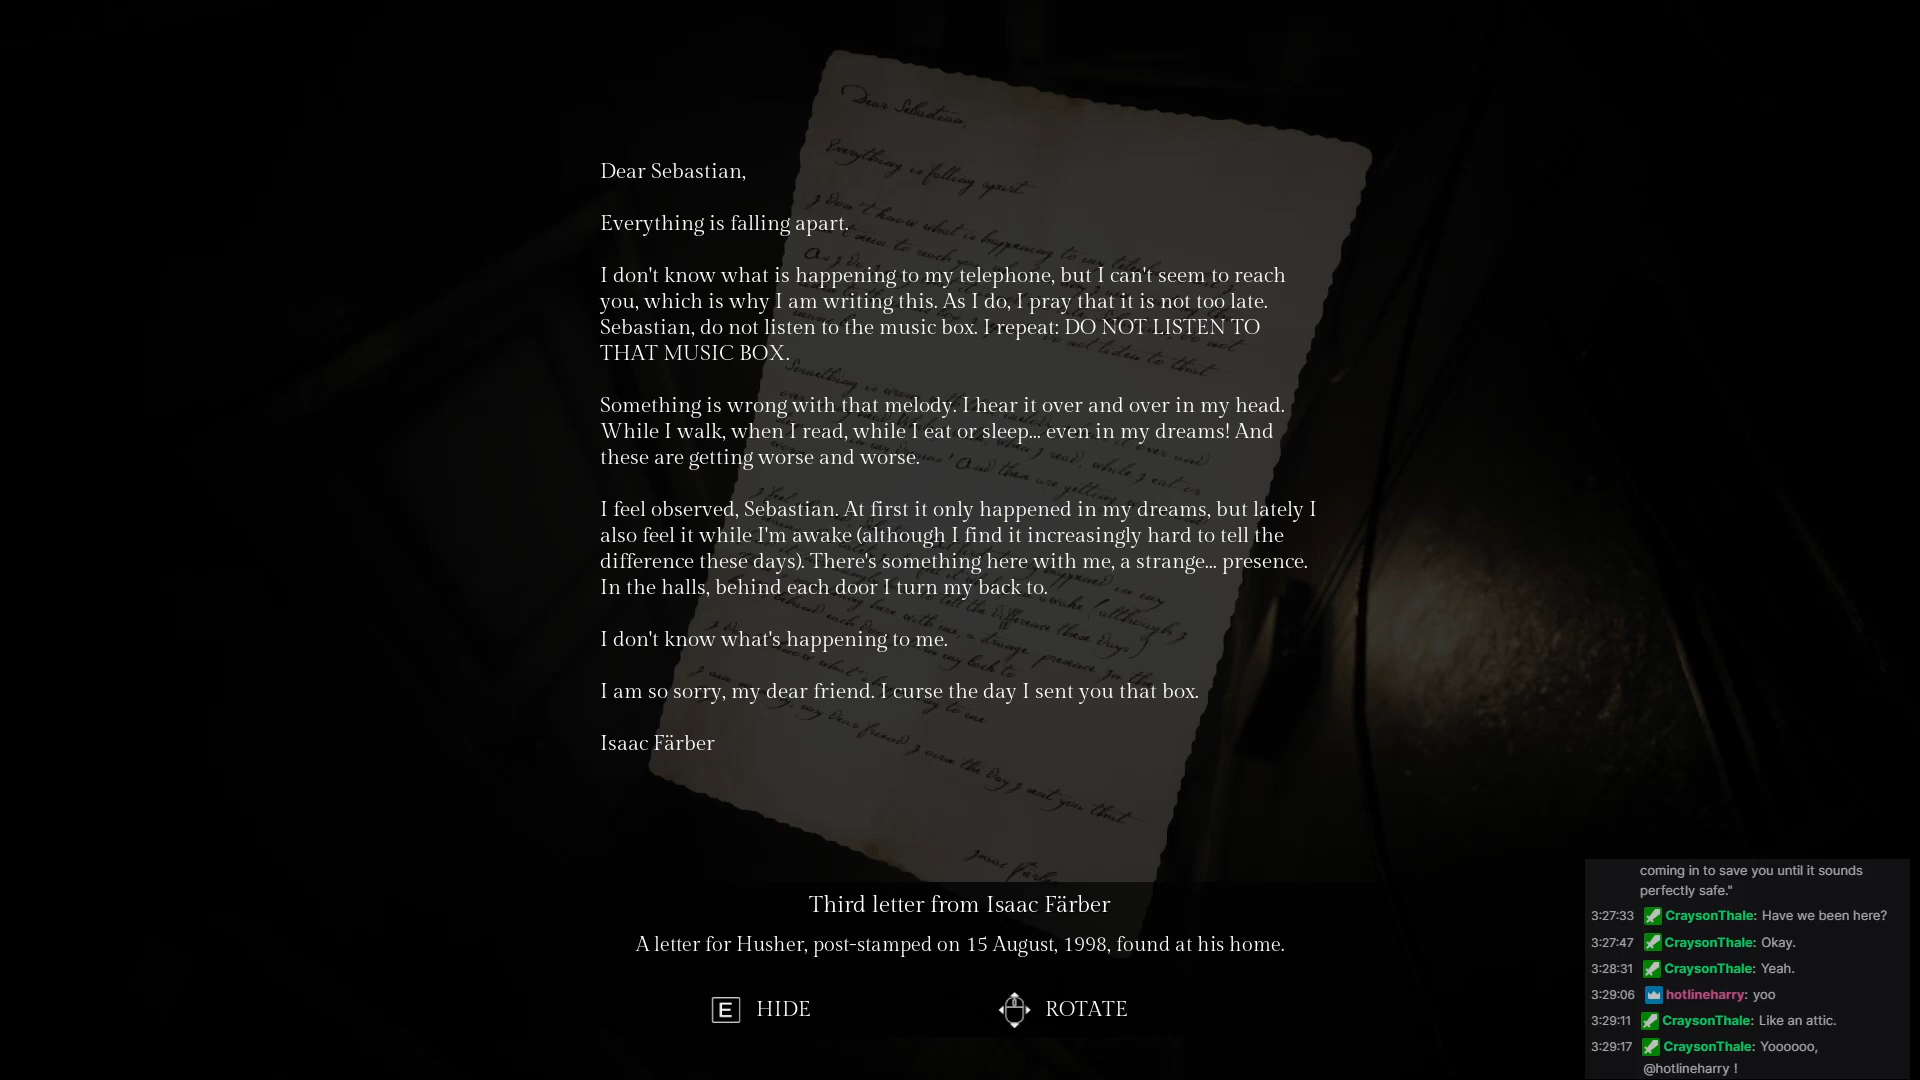 Dear Sebastian,
Everything is falling apart.
I don't know what is happening to my telephone, but I can't seem to reach
you, which is why I am writing this. As I do, I pray that it is not too late.
Sebastian, do not listen to the music box. I repeat: DO NOT LISTEN TO
THAT MUSIC BOX.
Something is wrong with that melody. I hear it over and over in my head.
While I walk, when I read, while I eat or sleep... even in my dreams! And
these are getting worse and worse.
I feel observed, Sebastian. At first it only happened in my dreams, but lately I
also feel it while I'm awake (although I find it increasingly hard to tell the
difference these days). There's something here with me, a strange... presence.
In the halls, behind each door I turn my back to.
I don't know what's happening to me.
I am so sorry, my dear friend. I curse the day I sent you that box.
Isaac Färber
Third letter from Isaac Färber
A letter for Husher, post-stamped on 15 August, 1998, found at his home.
E HIDE
ROTATE
coming in to save you until it sounds
perfectly safe."
3:27:33 CraysonThale: Have we been here?
3:27:47 CraysonThale: Okay.
3:28:31 CraysonThale: Yeah.
3:29:06 hotlineharry: yoo
3:29:11 CraysonThale: Like an attic.
3:29:17 CraysonThale: Yoooooo,
@hotlineharry !